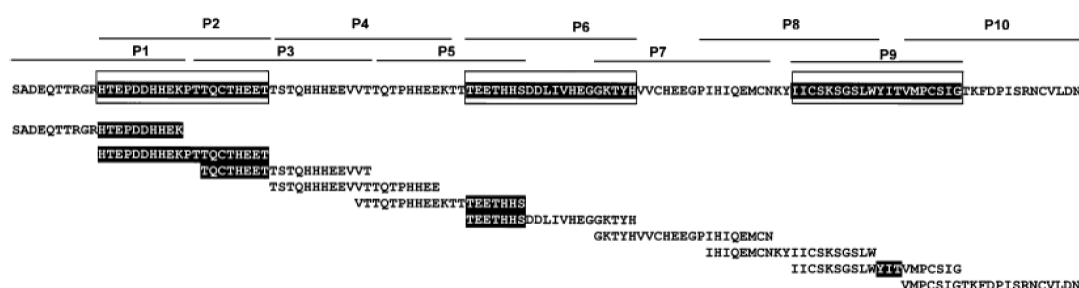 P2 P4 P6 P8 P10
P1 P3 P5 P7 P9
SADEQTTRGRHTEPDDHHEKPTTQCTHEETTSTQHHHEEVVTTQTPHHEEKTTTEETHHSDDLIVHEGGKTYHVVCHEEGPIHIQEMCNKYIICSKSGSLWYITVMPCSIGTKFDPISRNCVLDN
SADEQTTRGRHTEPDDHHEK
HTEPDDHHEKPTTQCTHEET
TQCTHEETTSTQHHHEEVVT
TSTQHHHEEVVTTQTPHHEE
VTTQTPHHEEKTTTEETHHS
TEETHHSDDLIVHEGGKTYH
GKTYHVVCHEEGPIHIQEMCN
IHIQEMCNKYIICSKSGSLW
IICSKSGSLWYITVMPCSIG
VMPCSIGTKFDPISRNCVLDN